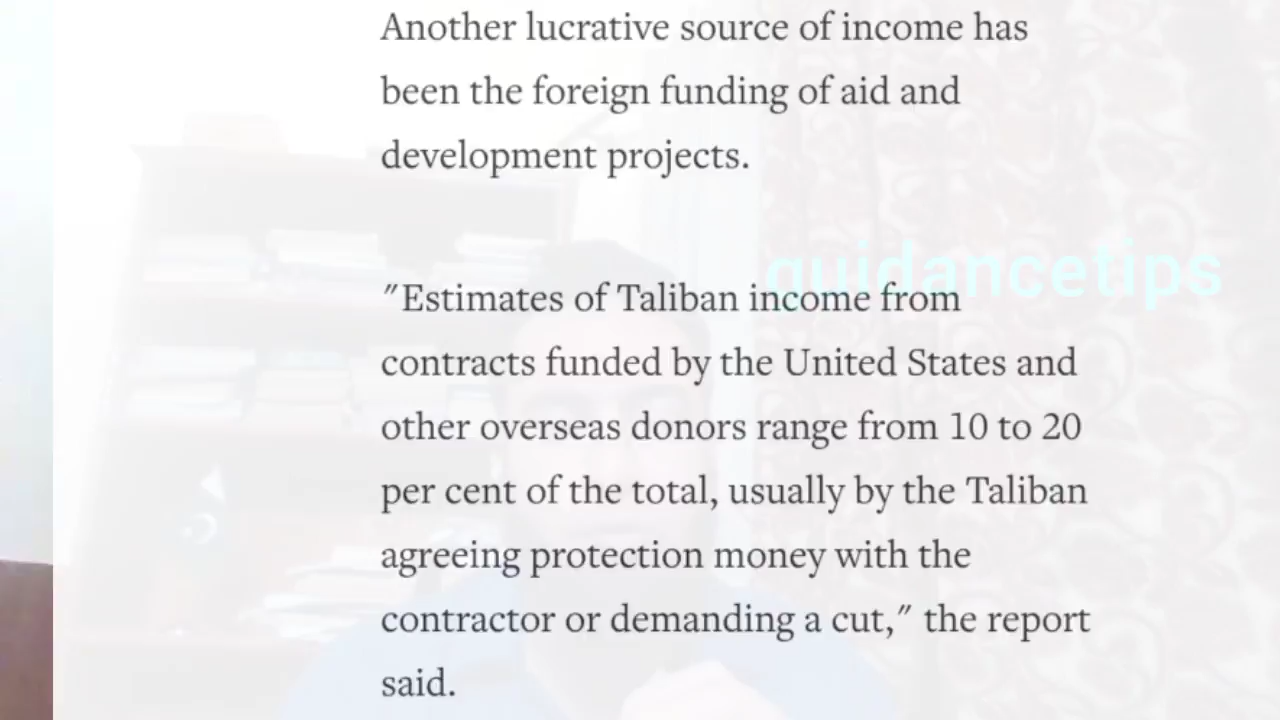 Another lucrative source of income has
been the foreign funding of aid and
development projects.
guidancetips
"Estimates of Taliban income from
contracts funded by the United States and
other overseas donors range from 10 to 20
per cent of the total, usually by the Taliban
agreeing protection money with the
contractor or demanding a cut," the report
said.